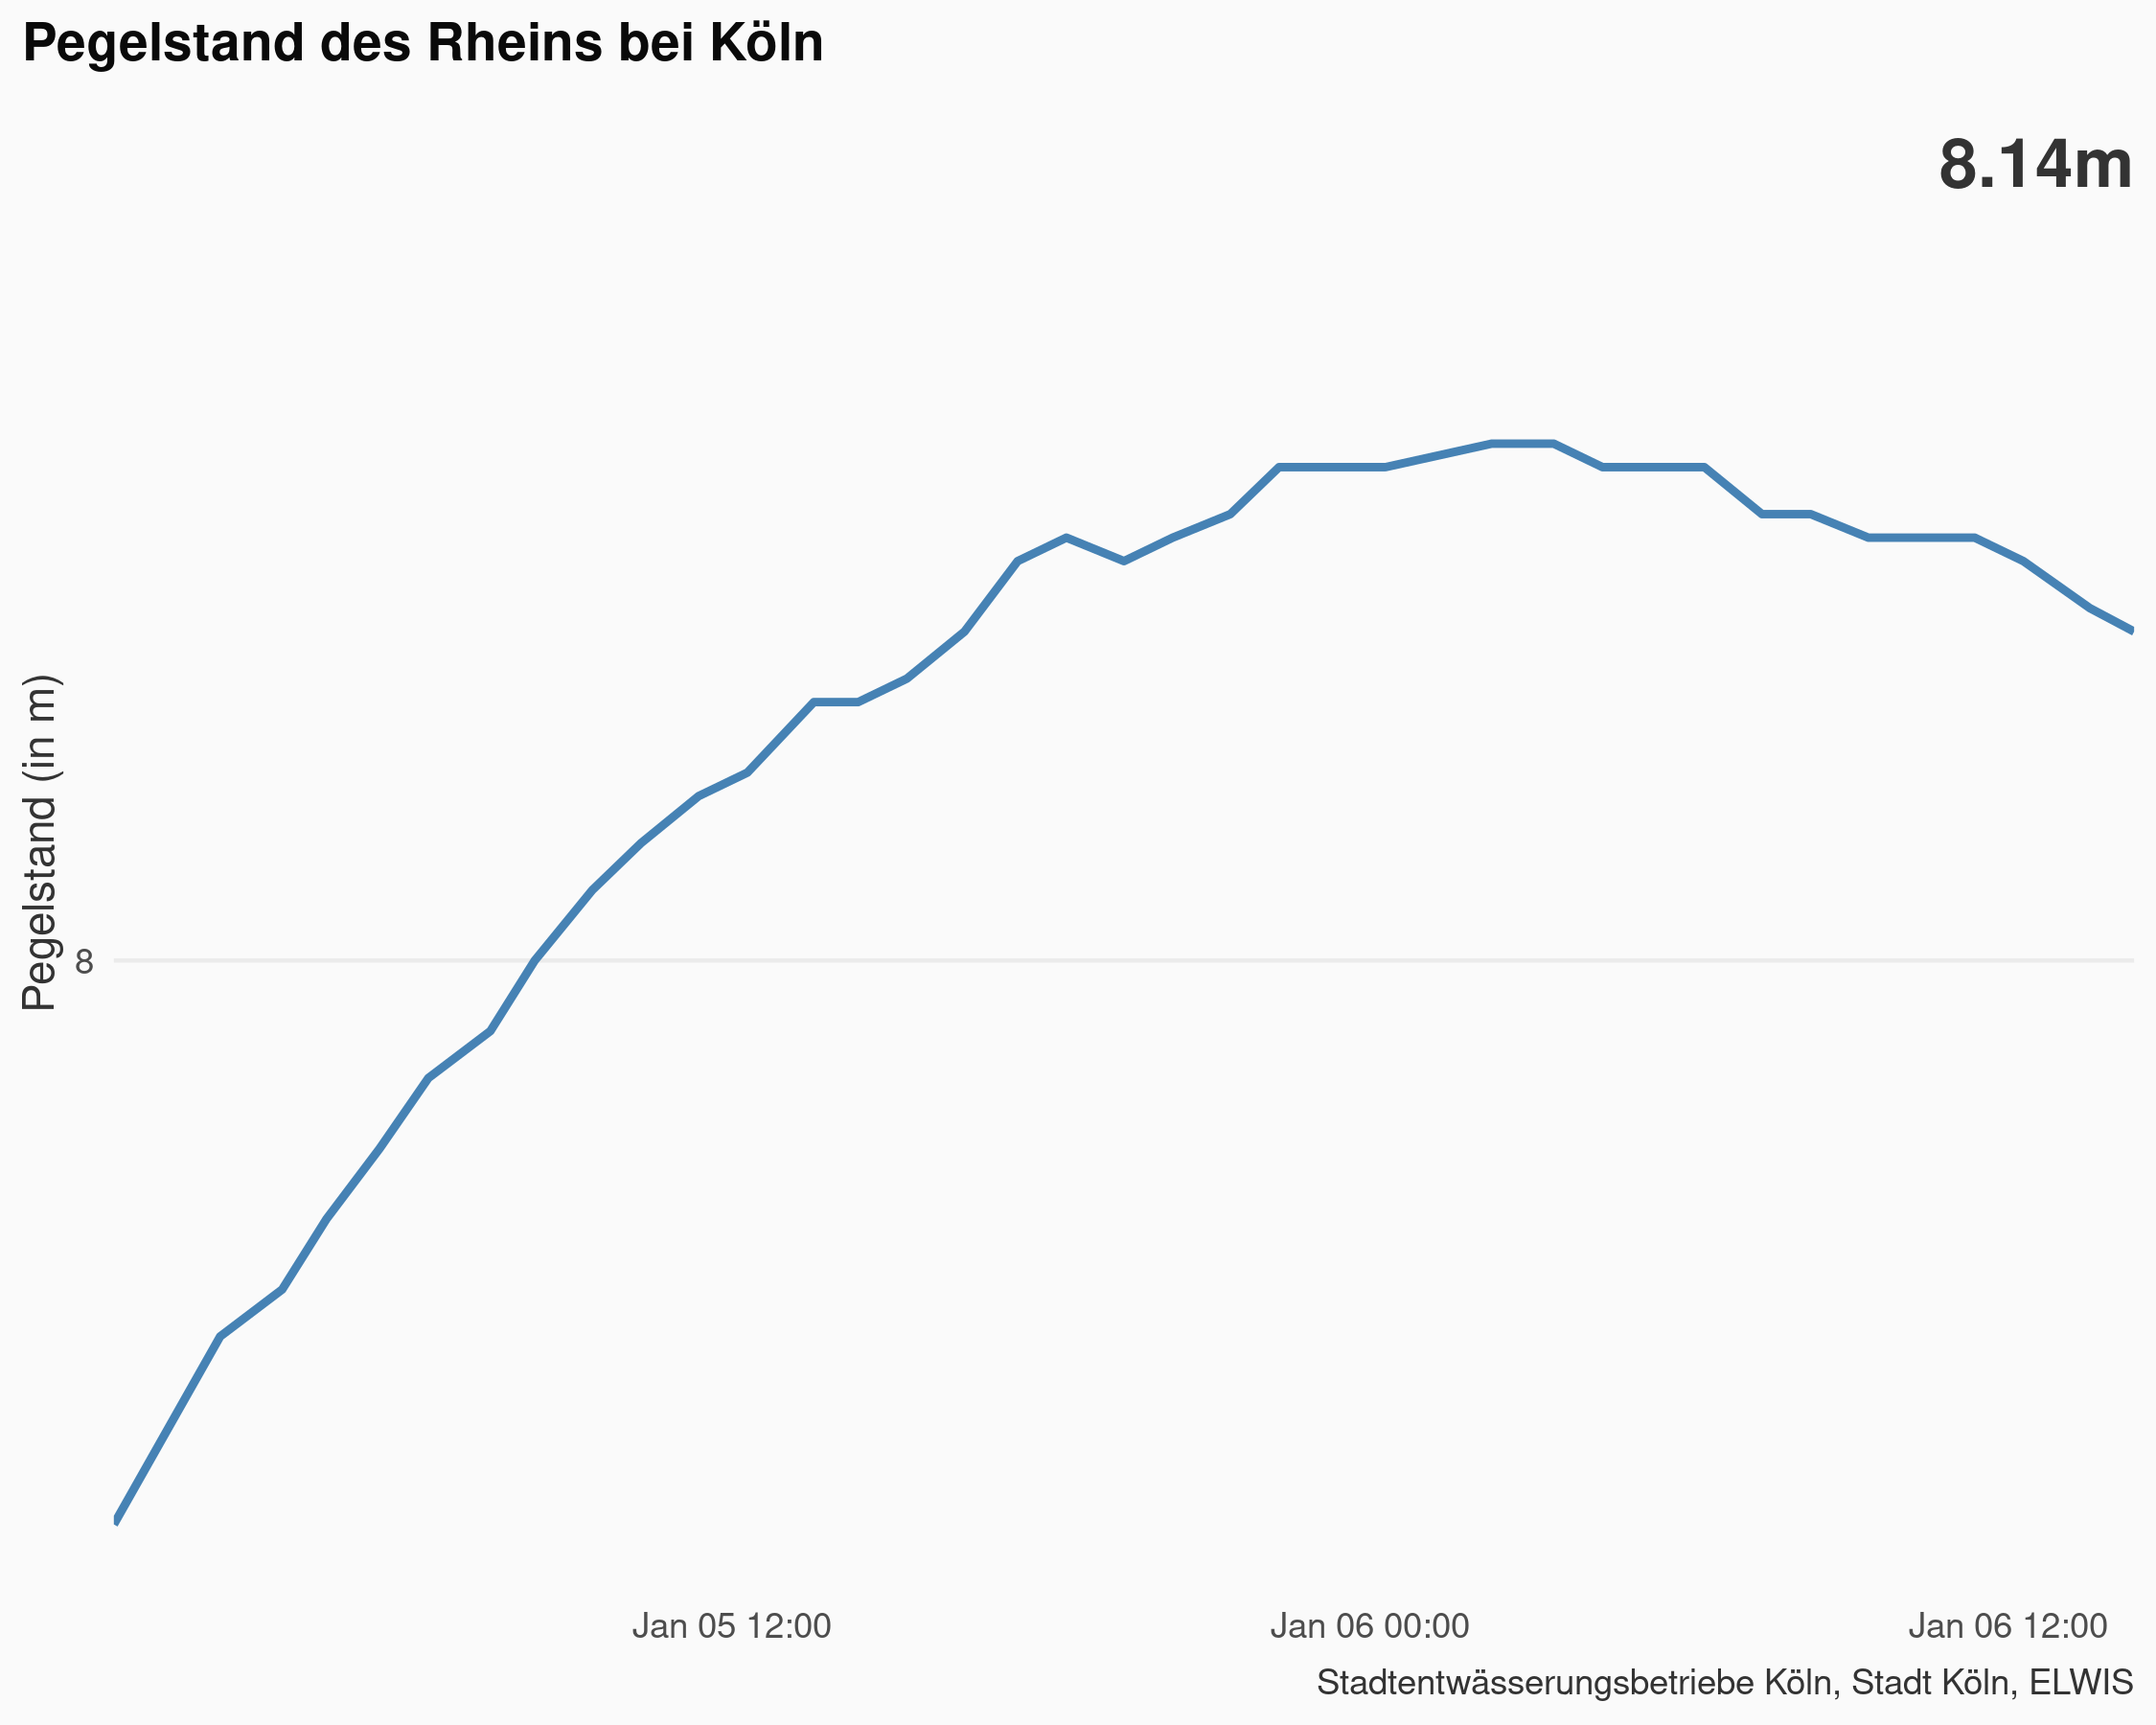 Pegelstand des Rheins bei Köln
8.14m
Pegelstand (in m)
8
Jan 05 12:00
Jan 06 00:00
Jan 06 12:00
Stadtentwässerungsbetriebe Köln, Stadt Köln, ELWIS